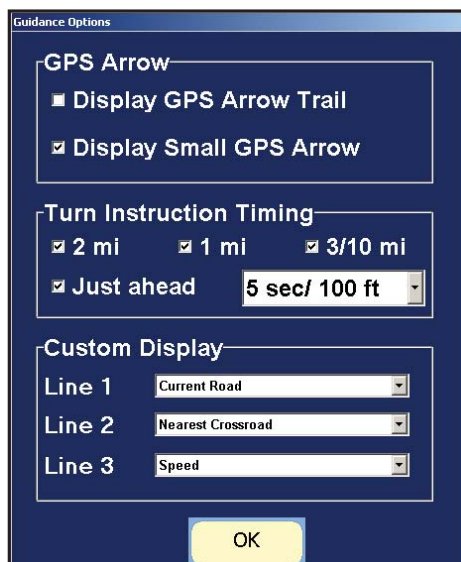 Guidance Options
GPS Arrow
Display GPS Arrow Trail
Display Small GPS Arrow
Turn Instruction Timing
2 mi 1 mi 3/10 mi
Just ahead 5 sec/ 100 ft
Custom Display
Line 1 Current Road
Line 2 Nearest Crossroad
Line 3 Speed
OK